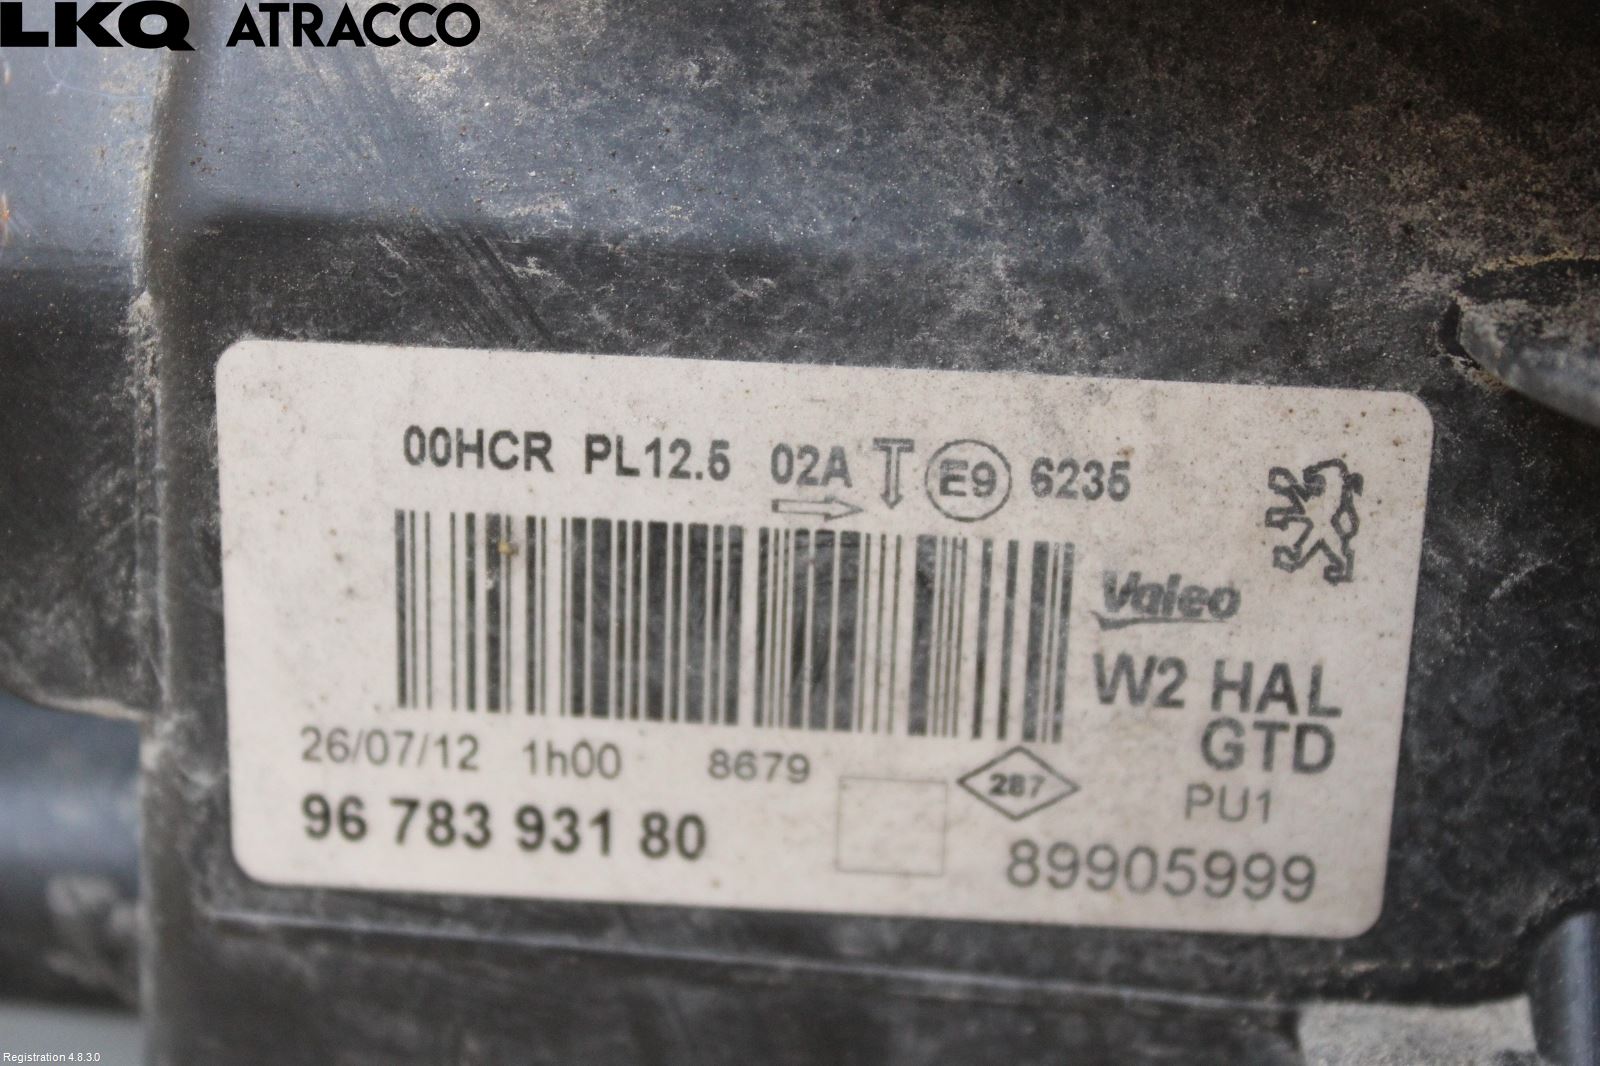 LKQ ATRACCO
00HCR PL12.5 02A E9 6235
Valeo
W2 HAL
GTD
26/07/12 1h00 8679
287
PU1
96 783 931 80
89905999
Registration 4.8.3.0